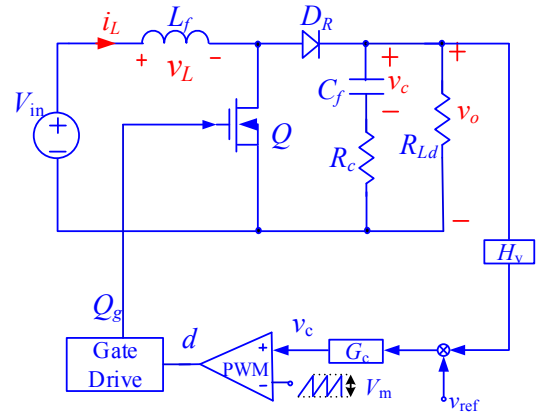 i_L
L_f
D_R
+ v_L −
+ +
V_in
+
−
C_f
v_c
−
Q
R_c
R_Ld
v_o
−
H_v
Q_g
d
v_c
Gate
Drive
PWM
+
−
G_c
V_m
v_ref